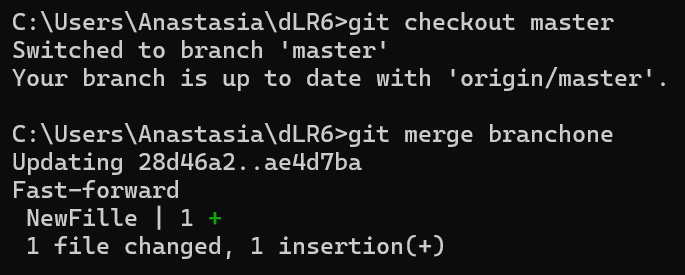 C:\Users\Anastasia\dLR6>git checkout master
Switched to branch 'master'
Your branch is up to date with 'origin/master'.
C:\Users\Anastasia\dLR6>git merge branchone
Updating 28d46a2..ae4d7ba
Fast-forward
NewFille | 1 +
1 file changed, 1 insertion(+)